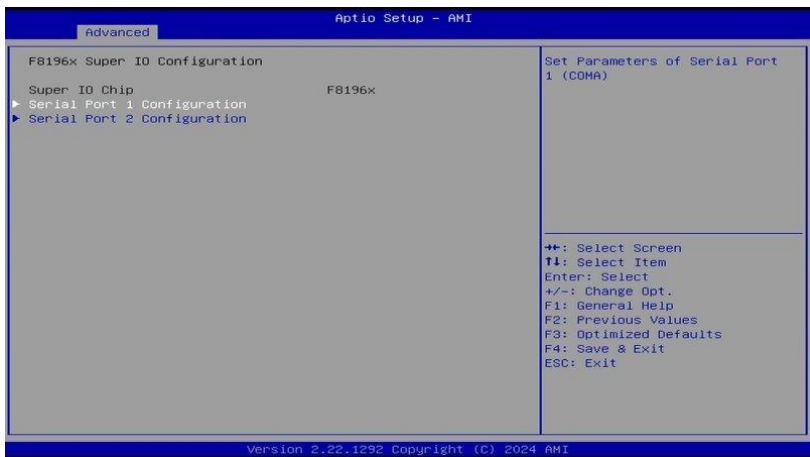 Aptio Setup - AMI
Advanced
F8196x Super IO Configuration
Super IO Chip F8196x
▶ Serial Port 1 Configuration
▶ Serial Port 2 Configuration
Set Parameters of Serial Port
1 (COMA)
→←: Select Screen
↑↓: Select Item
Enter: Select
+/-: Change Opt.
F1: General Help
F2: Previous Values
F3: Optimized Defaults
F4: Save & Exit
ESC: Exit
Version 2.22.1292 Copyright (C) 2024 AMI